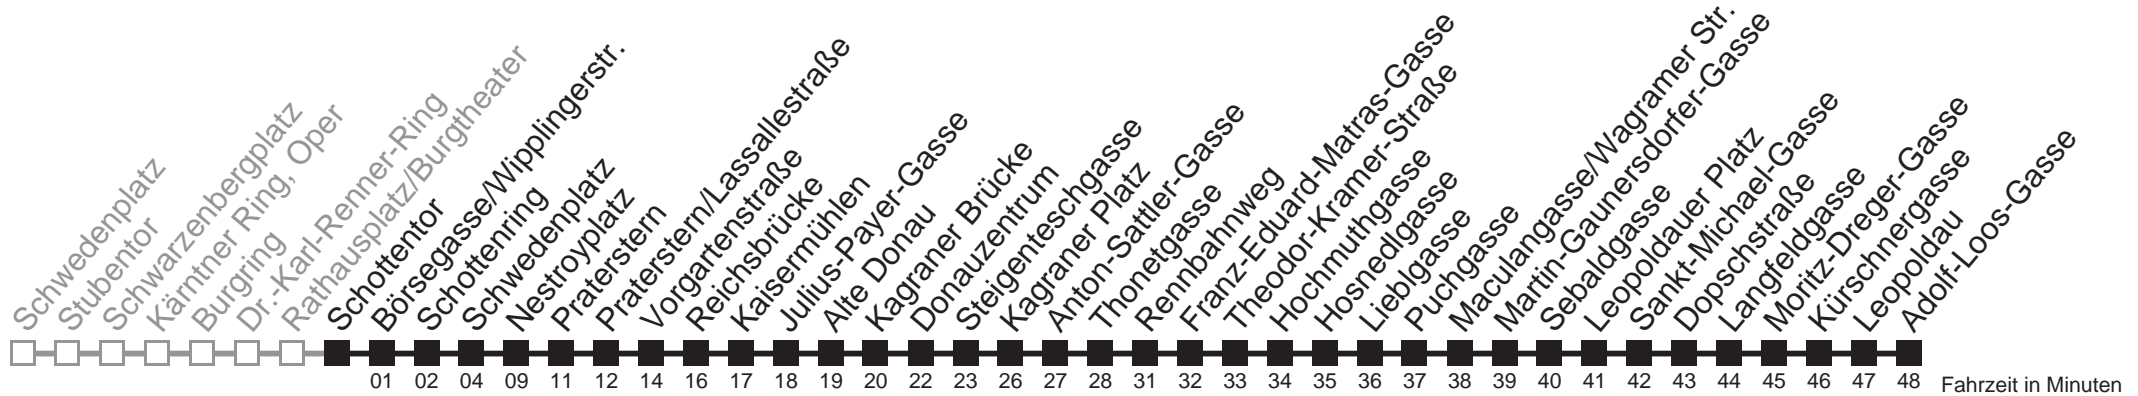 Schwedenplatz
Stubentor
Schwarzenbergplatz
Kärntner Ring, Oper
Burgring
Dr.-Karl-Renner-Ring
Rathausplatz/Burgtheater
Schottentor
Börsegasse/Wipplingerstr.
Schottenring
Schwedenplatz
Nestroyplatz
Praterstern
Praterstern/Lassallestraße
Vorgartenstraße
Reichsbrücke
Kaisermühlen
Julius-Payer-Gasse
Alte Donau
Kagraner Brücke
Donauzentrum
Steigenteschgasse
Kagraner Platz
Anton-Sattler-Gasse
Thonetgasse
Rennbahnweg
Franz-Eduard-Matras-Gasse
Theodor-Kramer-Straße
Hochmuthgasse
Hosnedlgasse
Lieblgasse
Puchgasse
Maculangasse/Wagramer Str.
Martin-Gaunersdorfer-Gasse
Sebaldgasse
Leopoldauer Platz
Sankt-Michael-Gasse
Dopschstraße
Langfeldgasse
Moritz-Dreger-Gasse
Kürschnergasse
Leopoldau
Adolf-Loos-Gasse
01 02 04 09 11 12 14 16 17 18 19 20 22 23 26 27 28 31 32 33 34 35 36 37 38 39 40 41 42 43 44 45 46 47 48 Fahrzeit in Minuten